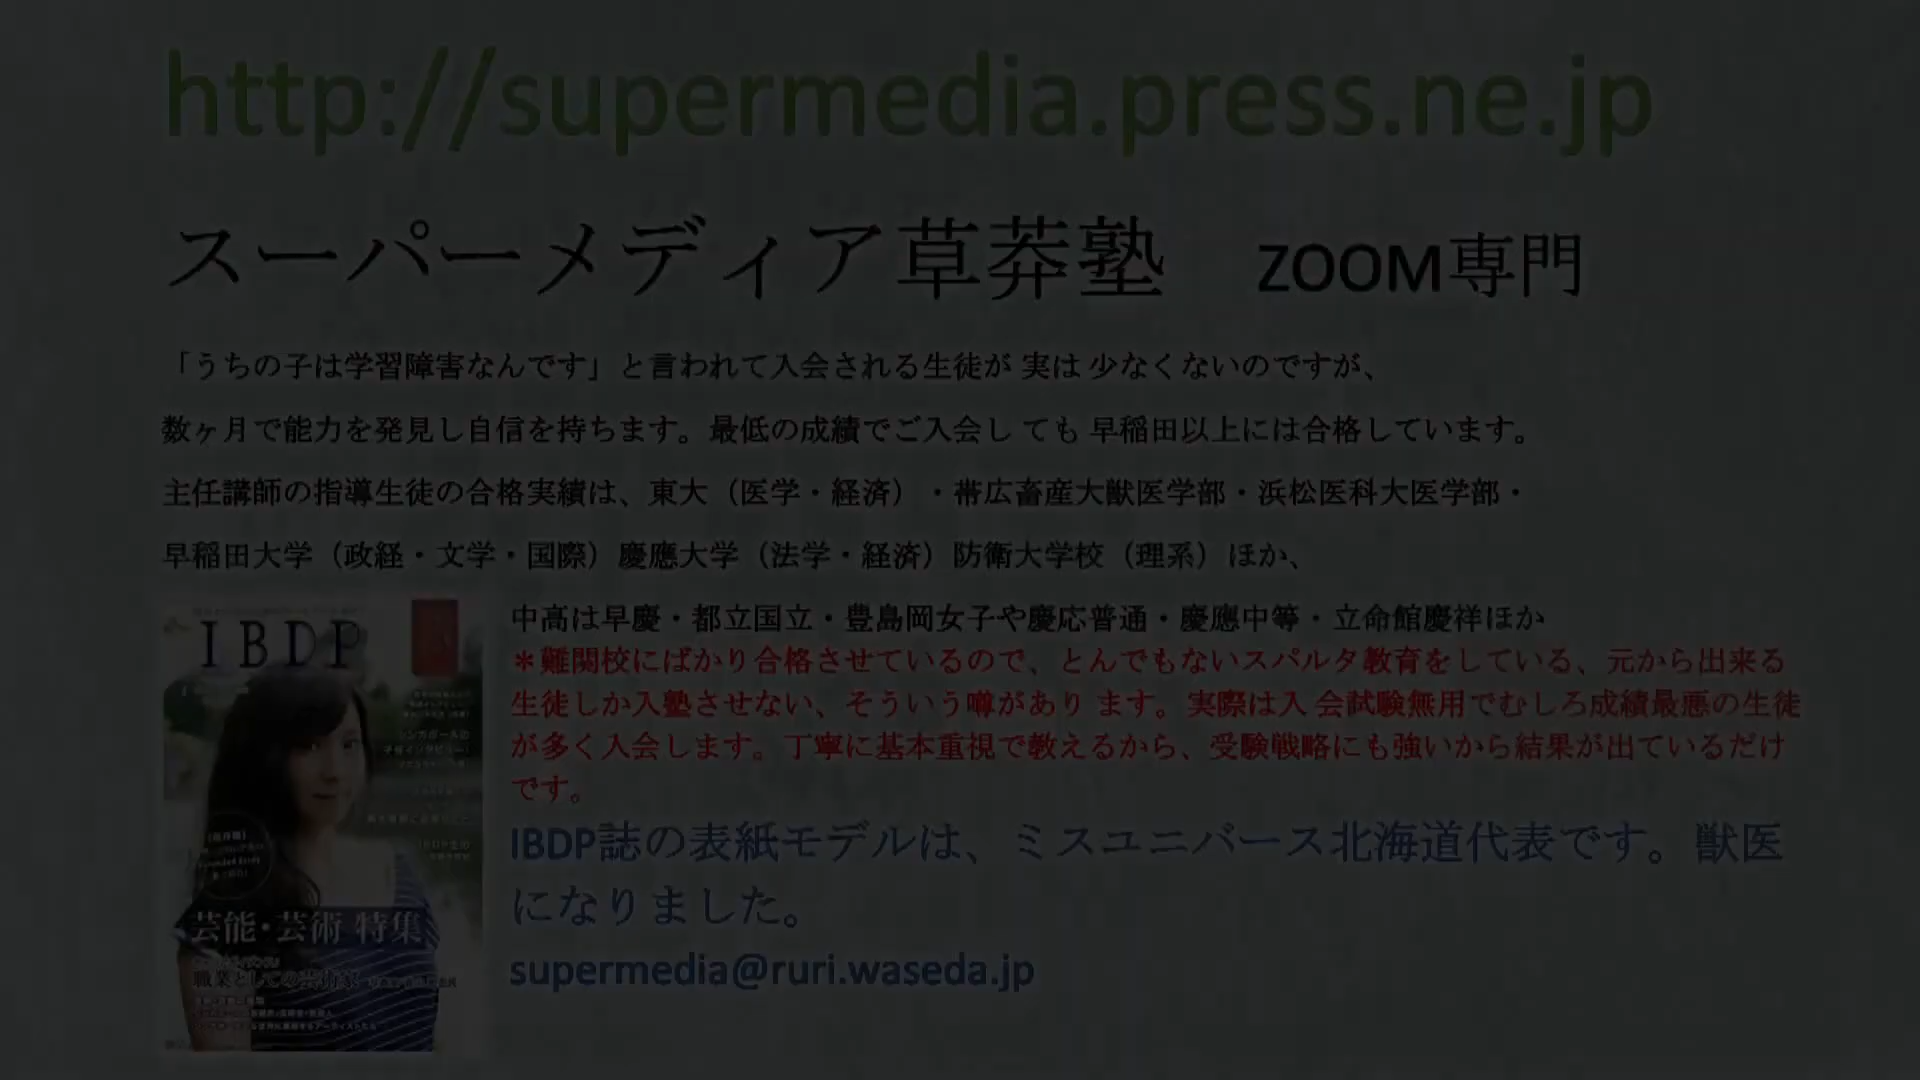 http://supermedia.press.ne.jp
スーパーメディア草莽塾　ZOOM専門
「うちの子は学習障害なんです」と言われて入会される生徒が 実は 少なくないのですが、
数ヶ月で能力を発見し自信を持ちます。最低の成績でご入会し ても 早稲田以上には合格しています。
主任講師の指導生徒の合格実績は、東大（医学・経済）・帯広畜産大獣医学部・浜松医科大医学部・
早稲田大学（政経・文学・国際）慶應大学（法学・経済）防衛大学校（理系）ほか、
中高は早慶・都立国立・豊島岡女子や慶応普通・慶應中等・立命館慶祥ほか
＊難関校にばかり合格させているので、とんでもないスパルタ教育をしている、元から出来る
生徒しか入塾させない、そういう噂があり ます。実際は入 会試験無用でむしろ成績最悪の生徒
が多く入会します。丁寧に基本重視で教えるから、受験戦略にも強いから結果が出ているだけ
です。
IBDP誌の表紙モデルは、ミスユニバース北海道代表です。獣医
になりました。
supermedia@ruri.waseda.jp
IBDP
シンガポールの
芸能・芸術 特集
職業としての芸術家